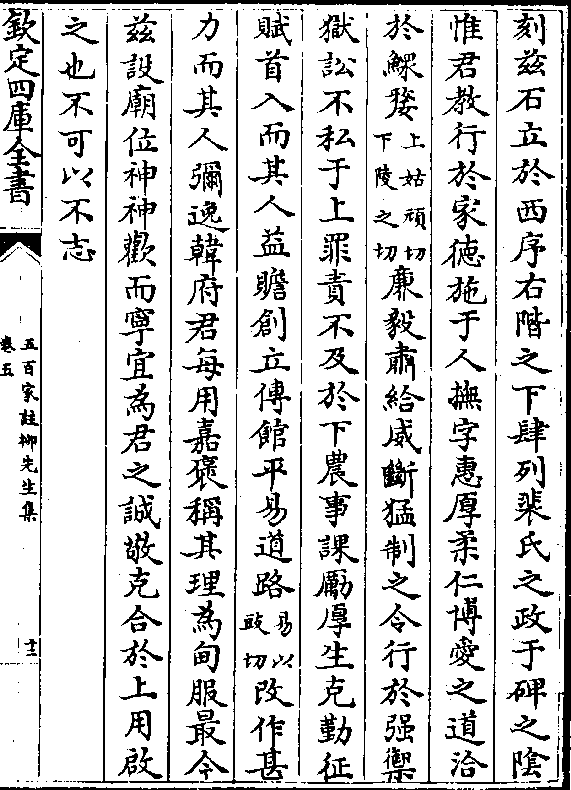 刻茲石立於西序右階之下肆列裴氏之政于碑之陰
惟君教行於家德施于人撫字惠厚柔仁博愛之道洽
於鰥嫠上姑頑切下陵之切廉毅肅給威斷猛制之令行於强禦
獄訟不私于上罪責不及於下農事課勵厚生克勤征
賦首入而其人益贍創立傳館平易道路易以豉切改作甚
力而其人彌逸韓府君每用嘉褒稱其理為甸服最今
茲設廟位神神歡而寧宜為君之誠敬克合於上用啟
之也不可以不志
欽定四庫全書
五百家註柳先生集
卷五
十三